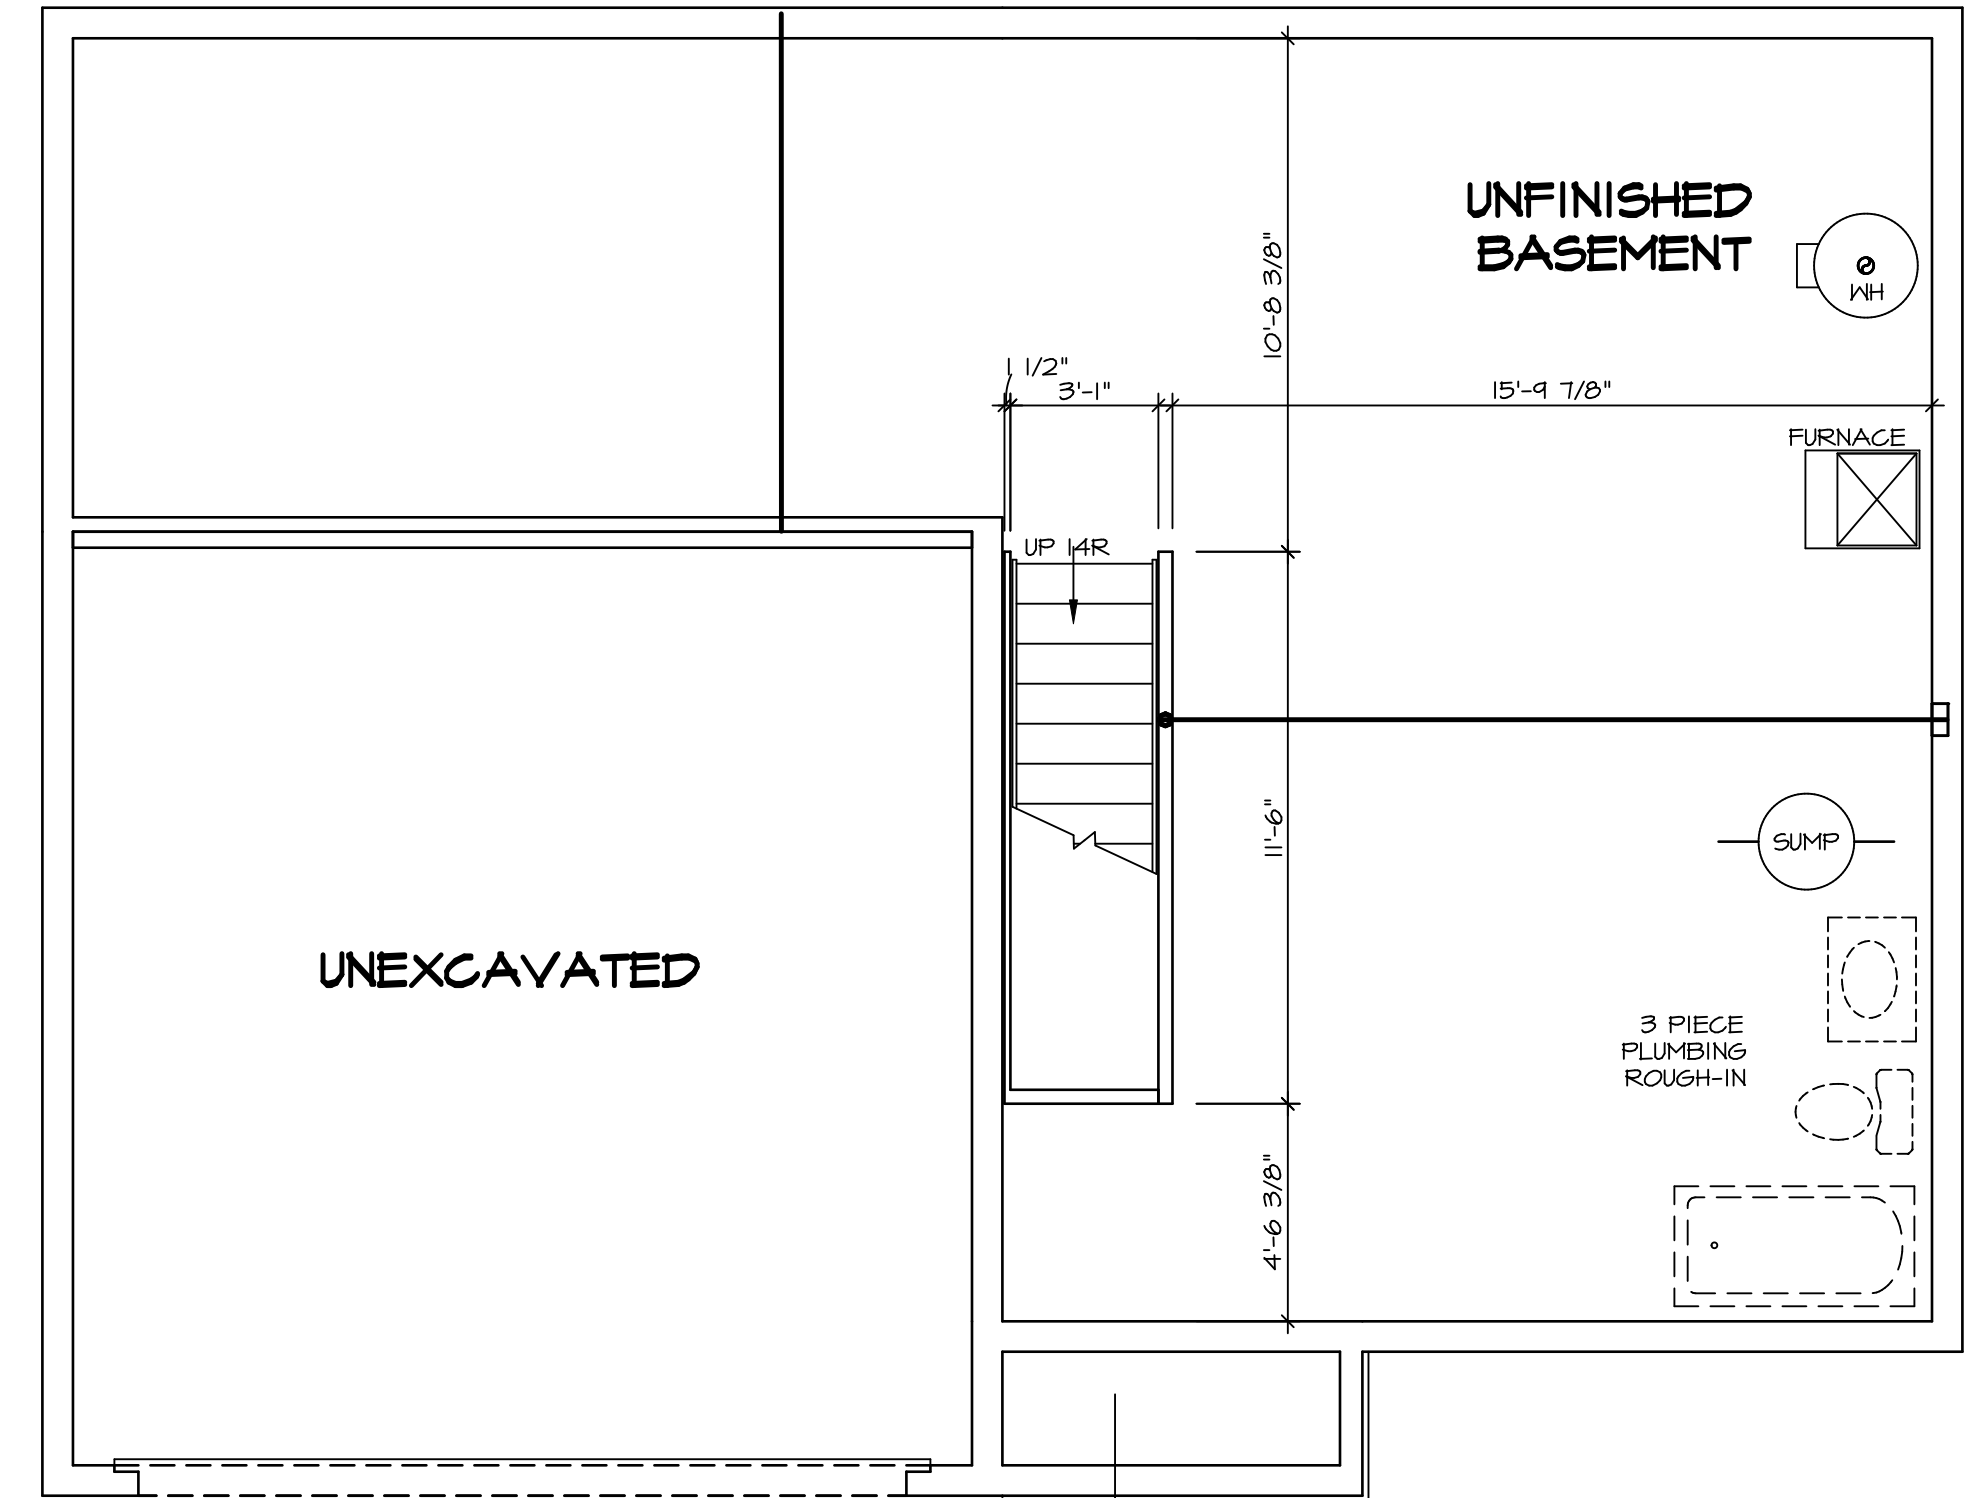 UNFINISHED
BASEMENT
WH
10'-8 3/8"
1 1/2"
3'-1"
15'-9 7/8"
FURNACE
UP 14R
11'-6"
SUMP
UNEXCAVATED
3 PIECE
PLUMBING
ROUGH-IN
4'-6 3/8"